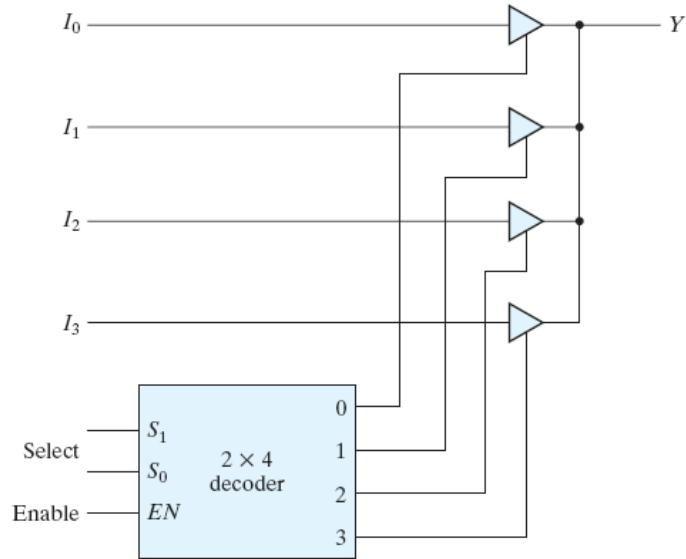 I₀
Y
I₁
I₂
I₃
0
S₁
Select
1
2 × 4
S₀
decoder
2
Enable
EN
3